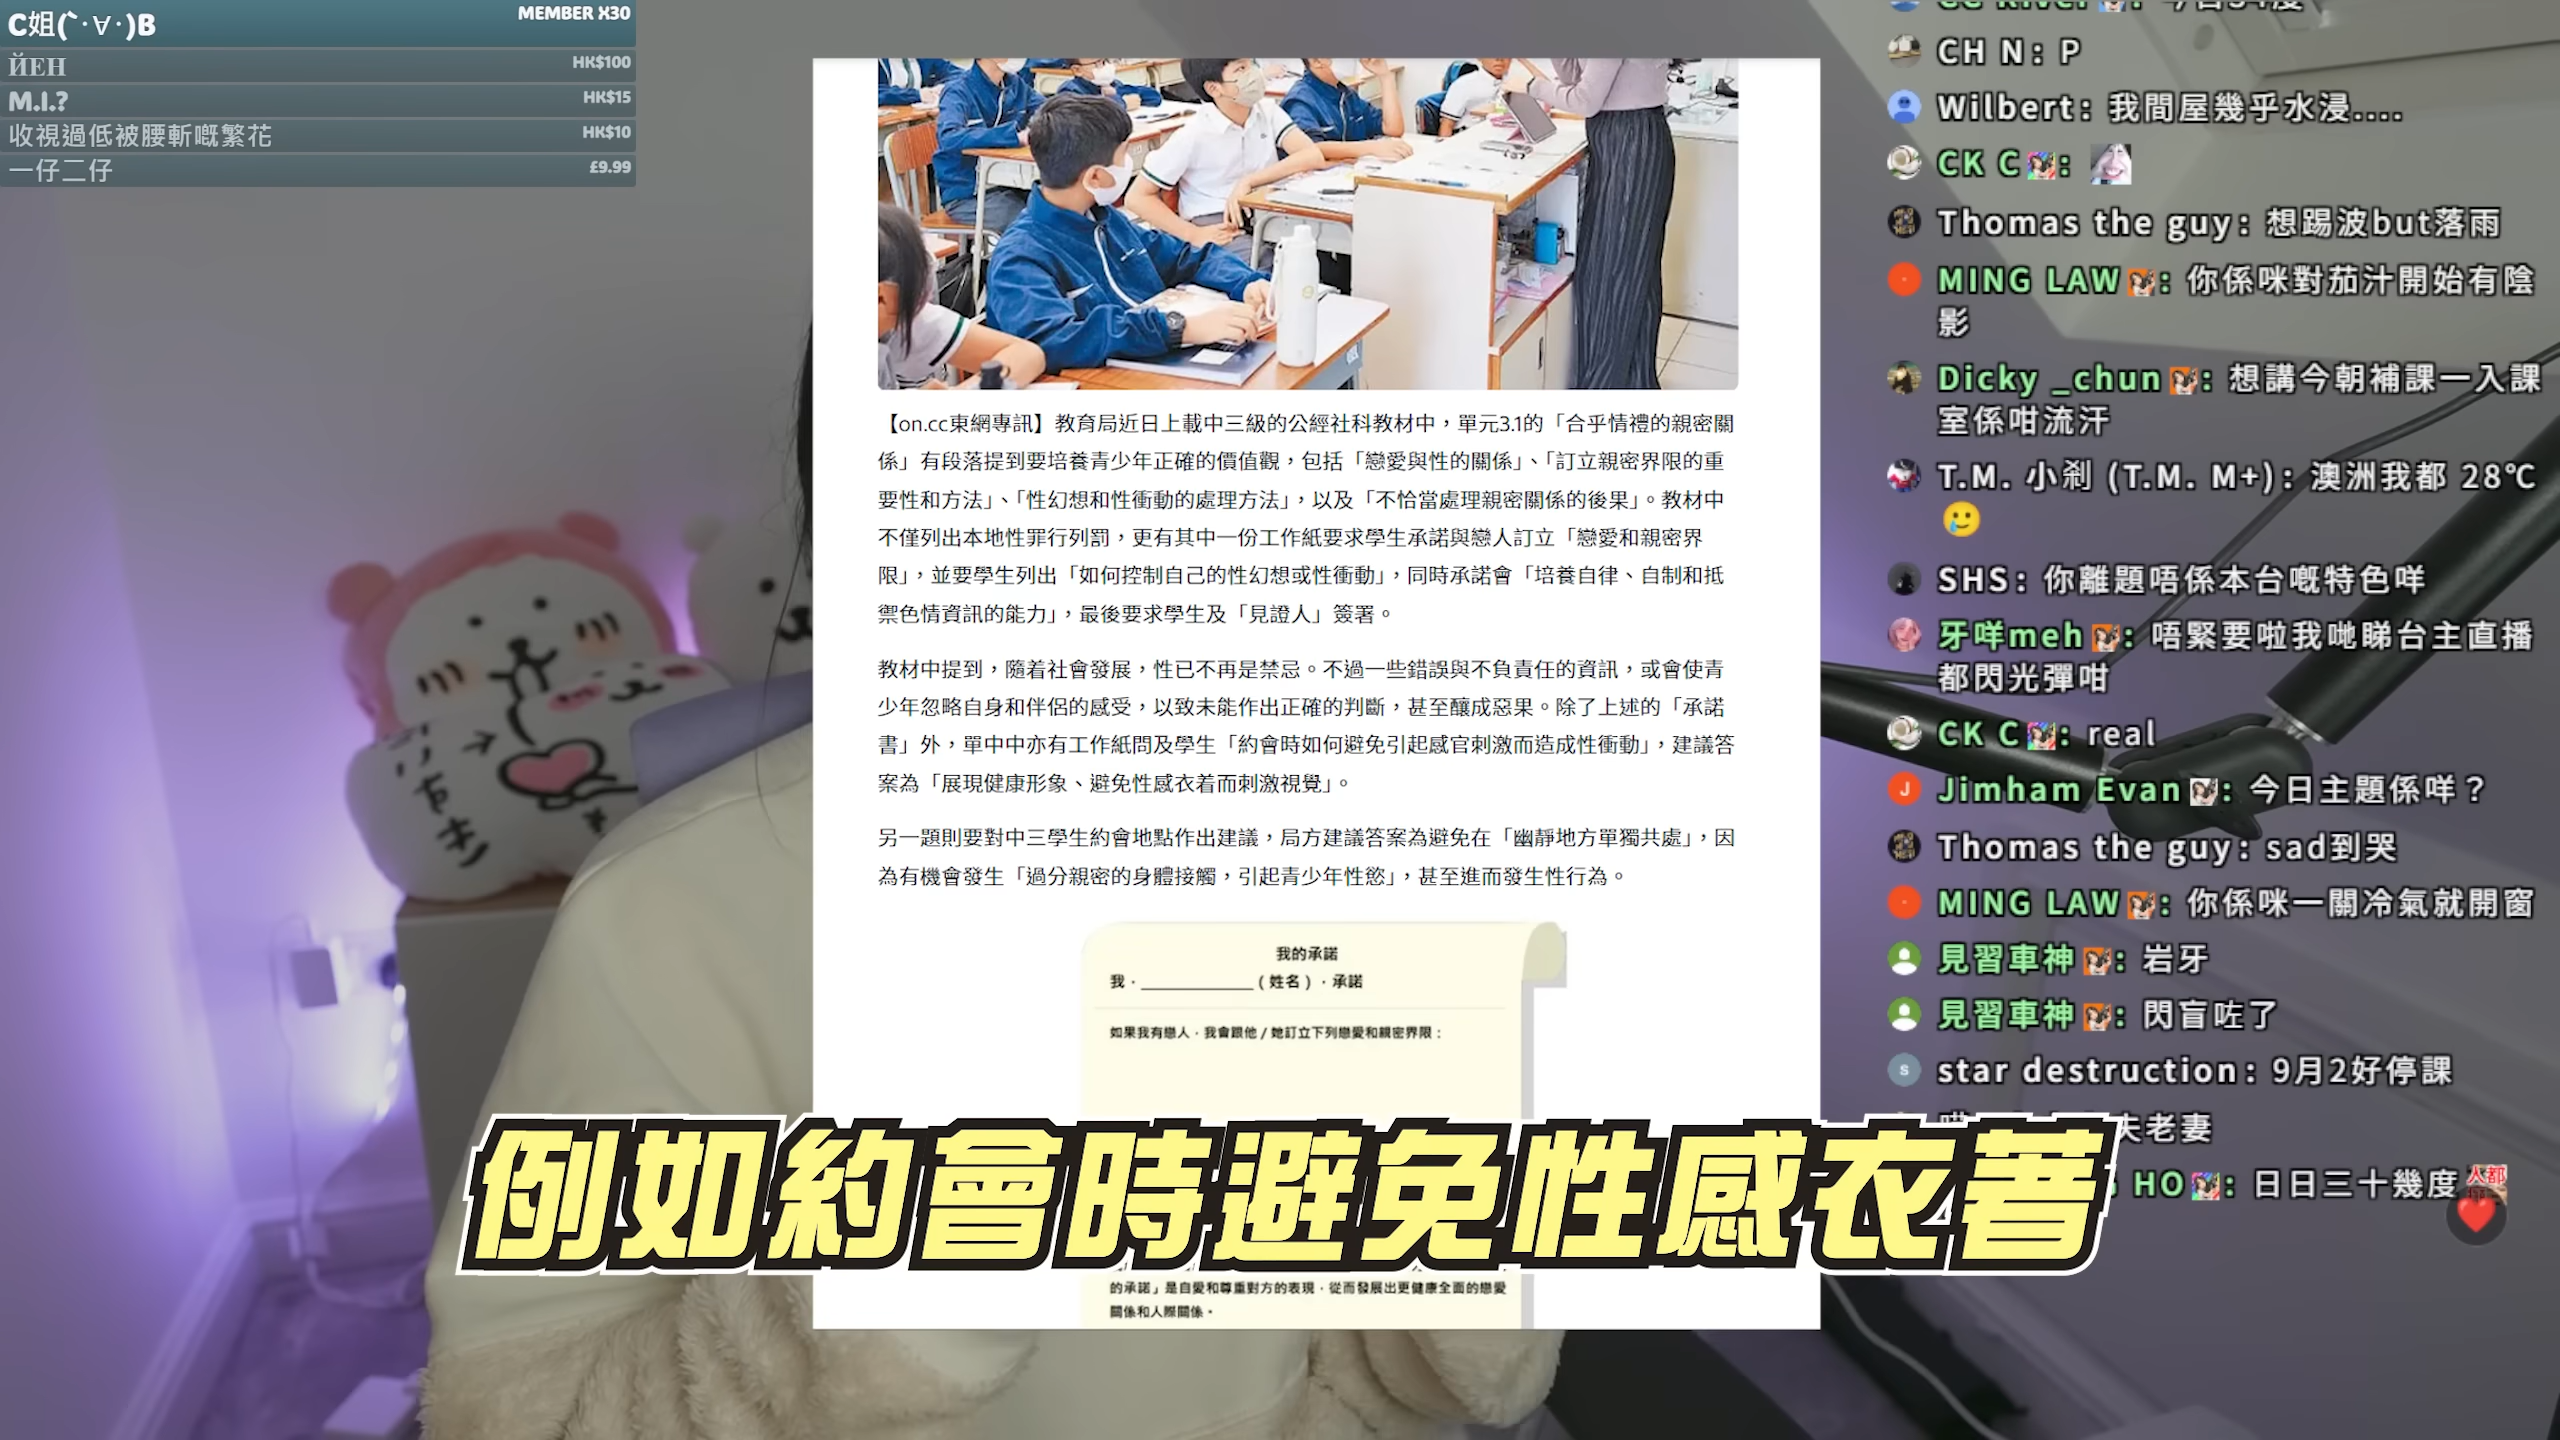 C姐(^･∀･)B
MEMBER X30
ЙEH
HK$100
M.I.?
HK$15
收視過低被腰斬嘅繁花
HK$10
一仔二仔
£9.99
【on.cc東網專訊】教育局近日上載中三級的公經社科教材中，單元3.1的「合乎情禮的親密關
係」有段落提到要培養青少年正確的價值觀，包括「戀愛與性的關係」、「訂立親密界限的重
要性和方法」、「性幻想和性衝動的處理方法」，以及「不恰當處理親密關係的後果」。教材中
不僅列出本地性罪行列罰，更有其中一份工作紙要求學生承諾與戀人訂立「戀愛和親密界
限」，並要學生列出「如何控制自己的性幻想或性衝動」，同時承諾會「培養自律、自制和抵
禦色情資訊的能力」，最後要求學生及「見證人」簽署。
教材中提到，隨着社會發展，性已不再是禁忌。不過一些錯誤與不負責任的資訊，或會使青
少年忽略自身和伴侶的感受，以致未能作出正確的判斷，甚至釀成惡果。除了上述的「承諾
書」外，單中中亦有工作紙問及學生「約會時如何避免引起感官刺激而造成性衝動」，建議答
案為「展現健康形象、避免性感衣着而刺激視覺」。
另一題則要對中三學生約會地點作出建議，局方建議答案為避免在「幽靜地方單獨共處」，因
為有機會發生「過分親密的身體接觸，引起青少年性慾」，甚至進而發生性行為。
我的承諾
我，____________（姓名），承諾
如果我有戀人，我會跟他 / 她訂立下列戀愛和親密界限：
例如約會時避免性感衣著
的承諾」是自愛和尊重對方的表現，從而發展出更健康全面的戀愛
關係和人際關係。
CH N: P
Wilbert: 我間屋幾乎水浸....
CK C:
Thomas the guy: 想踢波but落雨
MING LAW: 你係咪對茄汁開始有陰
影
Dicky _chun: 想講今朝補課一入課
室係咁流汗
T.M. 小剎 (T.M. M+): 澳洲我都 28℃
🥲
SHS: 你離題唔係本台嘅特色咩
牙咩meh: 唔緊要啦我哋睇台主直播
都閃光彈咁
CK C: real
Jimham Evan: 今日主題係咩？
Thomas the guy: sad到哭
MING LAW: 你係咪一關冷氣就開窗
見習車神: 岩牙
見習車神: 閃盲咗了
star destruction: 9月2好停課
夫老妻
HO: 日日三十幾度